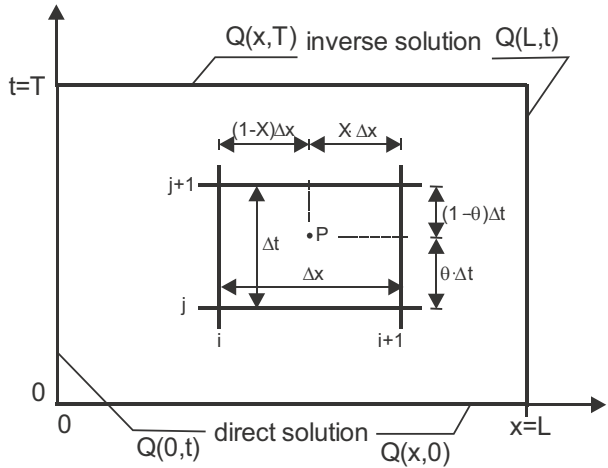 Q(x,T) inverse solution Q(L,t)
t=T
(1-X)Δx X·Δx
j+1
(1-θ)Δt
Δt
P
Δx
θ·Δt
j
i i+1
0
0 Q(0,t) direct solution Q(x,0) x=L